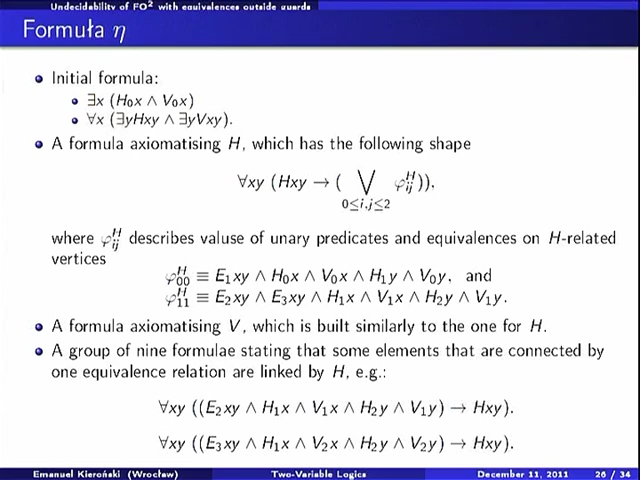 Undecidability of FO² with equivalences outside guards
Formuła η
Initial formula:
∃x (H₀x ∧ V₀x)
∀x (∃yHxy ∧ ∃yVxy).
A formula axiomatising H, which has the following shape
∀xy (Hxy → ( ⋁ φᵢⱼᴴ)),
0≤i,j≤2
where φᵢⱼᴴ describes valuse of unary predicates and equivalences on H-related
vertices
φ₀₀ᴴ ≡ E₁xy ∧ H₀x ∧ V₀x ∧ H₁y ∧ V₀y, and
φ₁₁ᴴ ≡ E₂xy ∧ E₃xy ∧ H₁x ∧ V₁x ∧ H₂y ∧ V₁y.
A formula axiomatising V, which is built similarly to the one for H.
A group of nine formulae stating that some elements that are connected by
one equivalence relation are linked by H, e.g.:
∀xy ((E₂xy ∧ H₁x ∧ V₁x ∧ H₂y ∧ V₁y) → Hxy).
∀xy ((E₃xy ∧ H₁x ∧ V₂x ∧ H₂y ∧ V₂y) → Hxy).
Emanuel Kieroński (Wrocław) Two-Variable Logics December 11, 2011 26 / 34